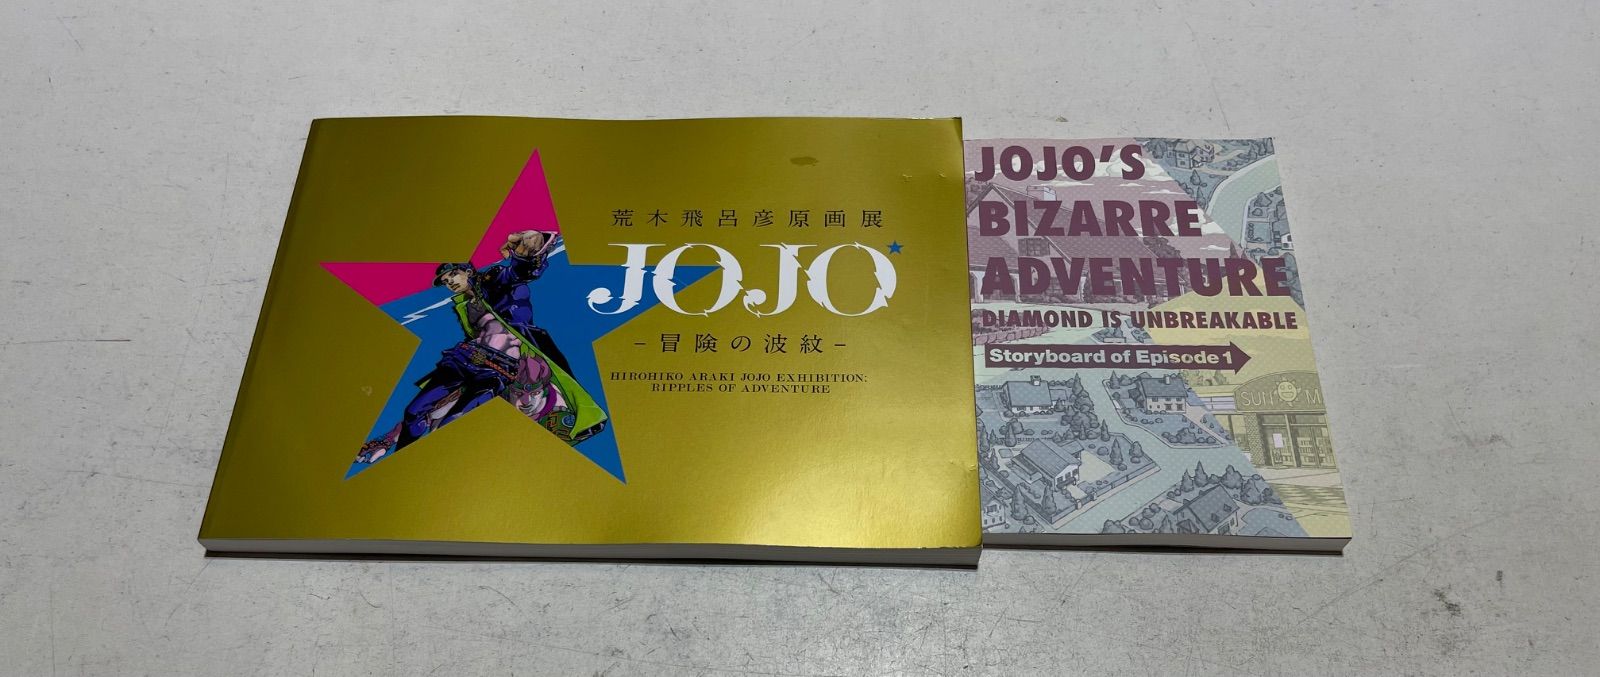 荒木飛呂彦原画展
JOJO
-冒険の波紋-
HIROHIKO ARAKI JOJO EXHIBITION:
RIPPLES OF ADVENTURE
JOJO'S
BIZARRE
ADVENTURE
DIAMOND IS UNBREAKABLE
Storyboard of Episode 1
SUN M